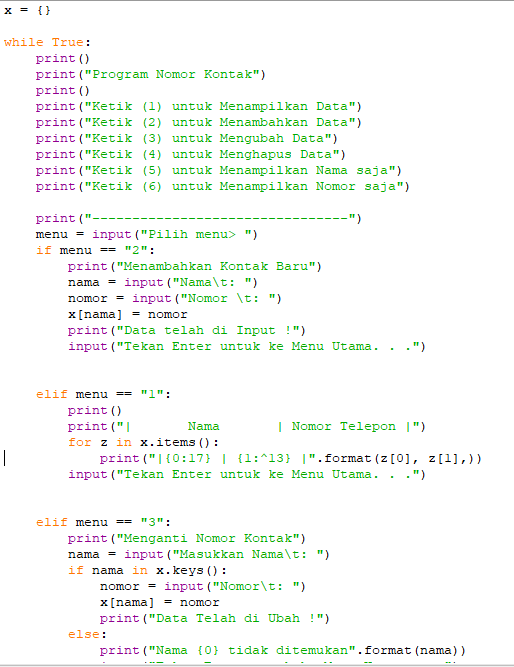 x = {}
while True:
    print()
    print("Program Nomor Kontak")
    print()
    print("Ketik (1) untuk Menampilkan Data")
    print("Ketik (2) untuk Menambahkan Data")
    print("Ketik (3) untuk Mengubah Data")
    print("Ketik (4) untuk Menghapus Data")
    print("Ketik (5) untuk Menampilkan Nama saja")
    print("Ketik (6) untuk Menampilkan Nomor saja")
    print("--------------------------------")
    menu = input("Pilih menu> ")
    if menu == "2":
        print("Menambahkan Kontak Baru")
        nama = input("Nama\t: ")
        nomor = input("Nomor \t: ")
        x[nama] = nomor
        print("Data telah di Input !")
        input("Tekan Enter untuk ke Menu Utama. . .")
    elif menu == "1":
        print()
        print("|       Nama       | Nomor Telepon |")
        for z in x.items():
            print("|{0:17} | {1:^13} |".format(z[0], z[1],))
        input("Tekan Enter untuk ke Menu Utama. . .")
    elif menu == "3":
        print("Menganti Nomor Kontak")
        nama = input("Masukkan Nama\t: ")
        if nama in x.keys():
            nomor = input("Nomor\t: ")
            x[nama] = nomor
            print("Data Telah di Ubah !")
        else:
            print("Nama {0} tidak ditemukan".format(nama))